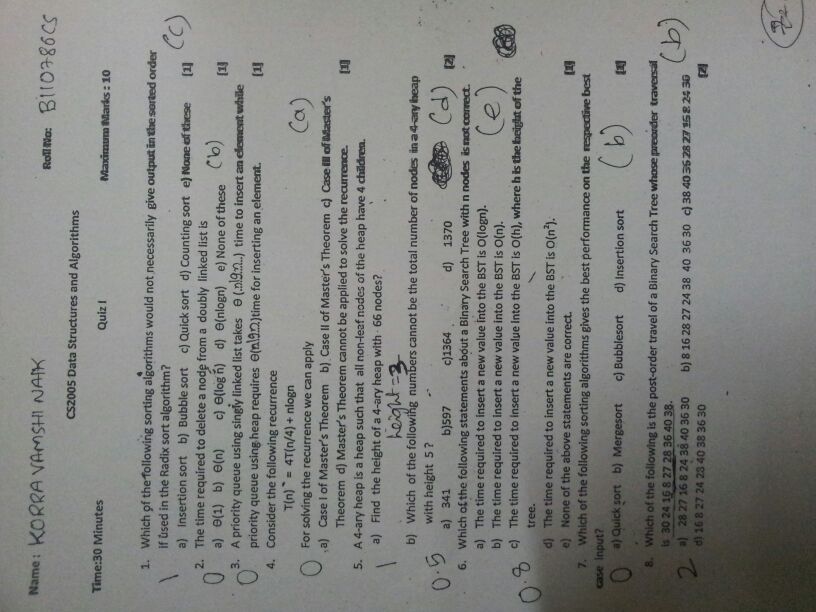 Name: KORRA VAMSHI NAIK
Roll No: B110786CS
CS2005 Data Structures and Algorithms
Quiz I
Time:30 Minutes
Maximum Marks : 10
1. Which of the following sorting algorithms would not necessarily give output in the sorted order
If used in the Radix sort algorithm? (c)
a) Insertion sort b) Bubble sort c) Quick sort d) Counting sort e) None of these [1]
1
2. The time required to delete a node from a doubly linked list is (b)
a) Θ(1) b) Θ(n) c) Θ(log n) d) Θ(nlogn) e) None of these [1]
0
3. A priority queue using singly linked list takes Θ ( ) time to insert an element while
priority queue using heap requires Θ( )time for inserting an element. [1]
0
4. Consider the following recurrence
T(n) = 4T(n/4) + nlogn
For solving the recurrence we can apply (a)
0
a) Case I of Master's Theorem b) Case II of Master's Theorem c) Case III of Master's
Theorem d) Master's Theorem cannot be applied to solve the recurrence. [1]
5. A 4-ary heap is a heap such that all non-leaf nodes of the heap have 4 children.
a) Find the height of a 4-ary heap with 66 nodes?
1
height = 3
b) Which of the following numbers cannot be the total number of nodes in a 4-ary heap
with height 5 ? (d)
a) 341 b)597 c)1364 d) 1370 [2]
0.5
6. Which of the following statements about a Binary Search Tree with n nodes is not correct.
a) The time required to insert a new value into the BST is O(logn). (e)
b) The time required to insert a new value into the BST is O(n).
c) The time required to insert a new value into the BST is O(h), where h is the height of the
tree.
0.8
d) The time required to insert a new value into the BST is O(n²).
e) None of the above statements are correct. [1]
7. Which of the following sorting algorithms gives the best performance on the respective best
case Input? (b)
a) Quick sort b) Mergesort c) Bubblesort d) Insertion sort [1]
0
8. Which of the following is the post-order travel of a Binary Search Tree whose preorder traversal
is 30 24 16 8 27 28 36 40 38. (b)
a) 28 27 16 8 24 38 40 36 30 b) 8 16 28 27 24 38 40 36 30 c) 38 40 36 28 27 16 8 24 30
d) 16 8 27 24 28 40 38 36 30 [2]
2